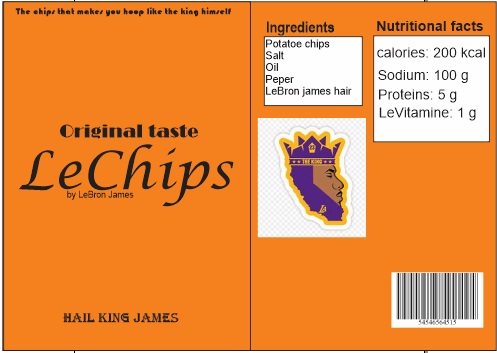 The chips that makes you hoop like the king himself
Original taste
LeChips
by LeBron James
HAIL KING JAMES
Ingredients
Potatoe chips
Salt
Oil
Peper
LeBron james hair
Nutritional facts
calories: 200 kcal
Sodium: 100 g
Proteins: 5 g
LeVitamine: 1 g
THE KING
54546564515